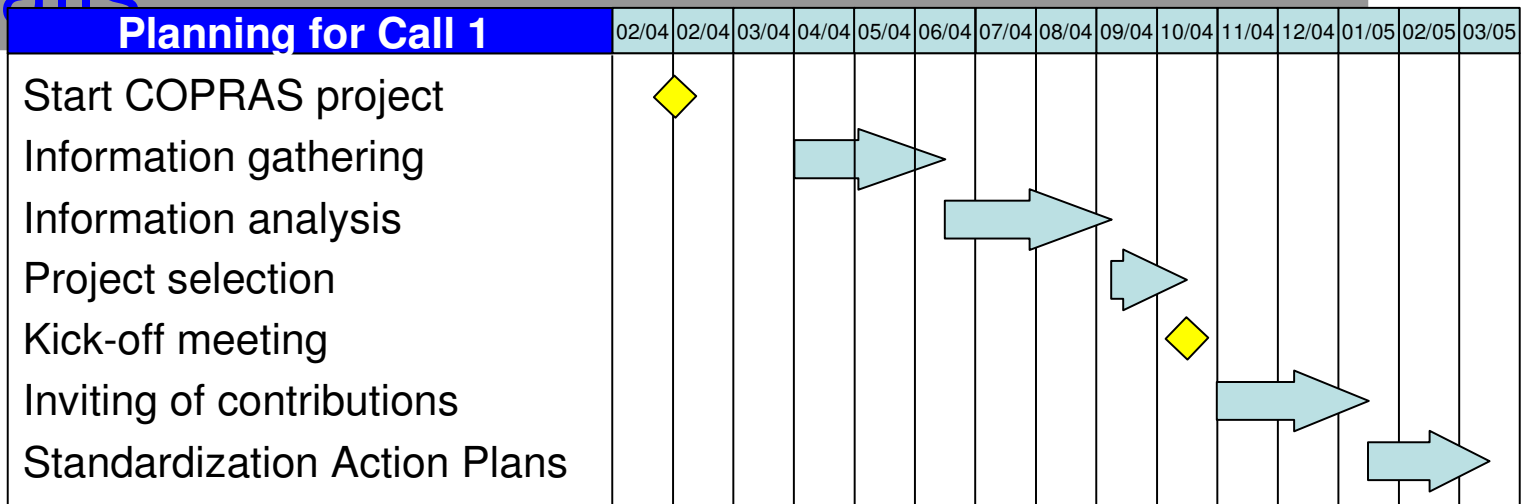 Planning for Call 1 02/04 02/04 03/04 04/04 05/04 06/04 07/04 08/04 09/04 10/04 11/04 12/04 01/05 02/05 03/05
Start COPRAS project
Information gathering
Information analysis
Project selection
Kick-off meeting
Inviting of contributions
Standardization Action Plans